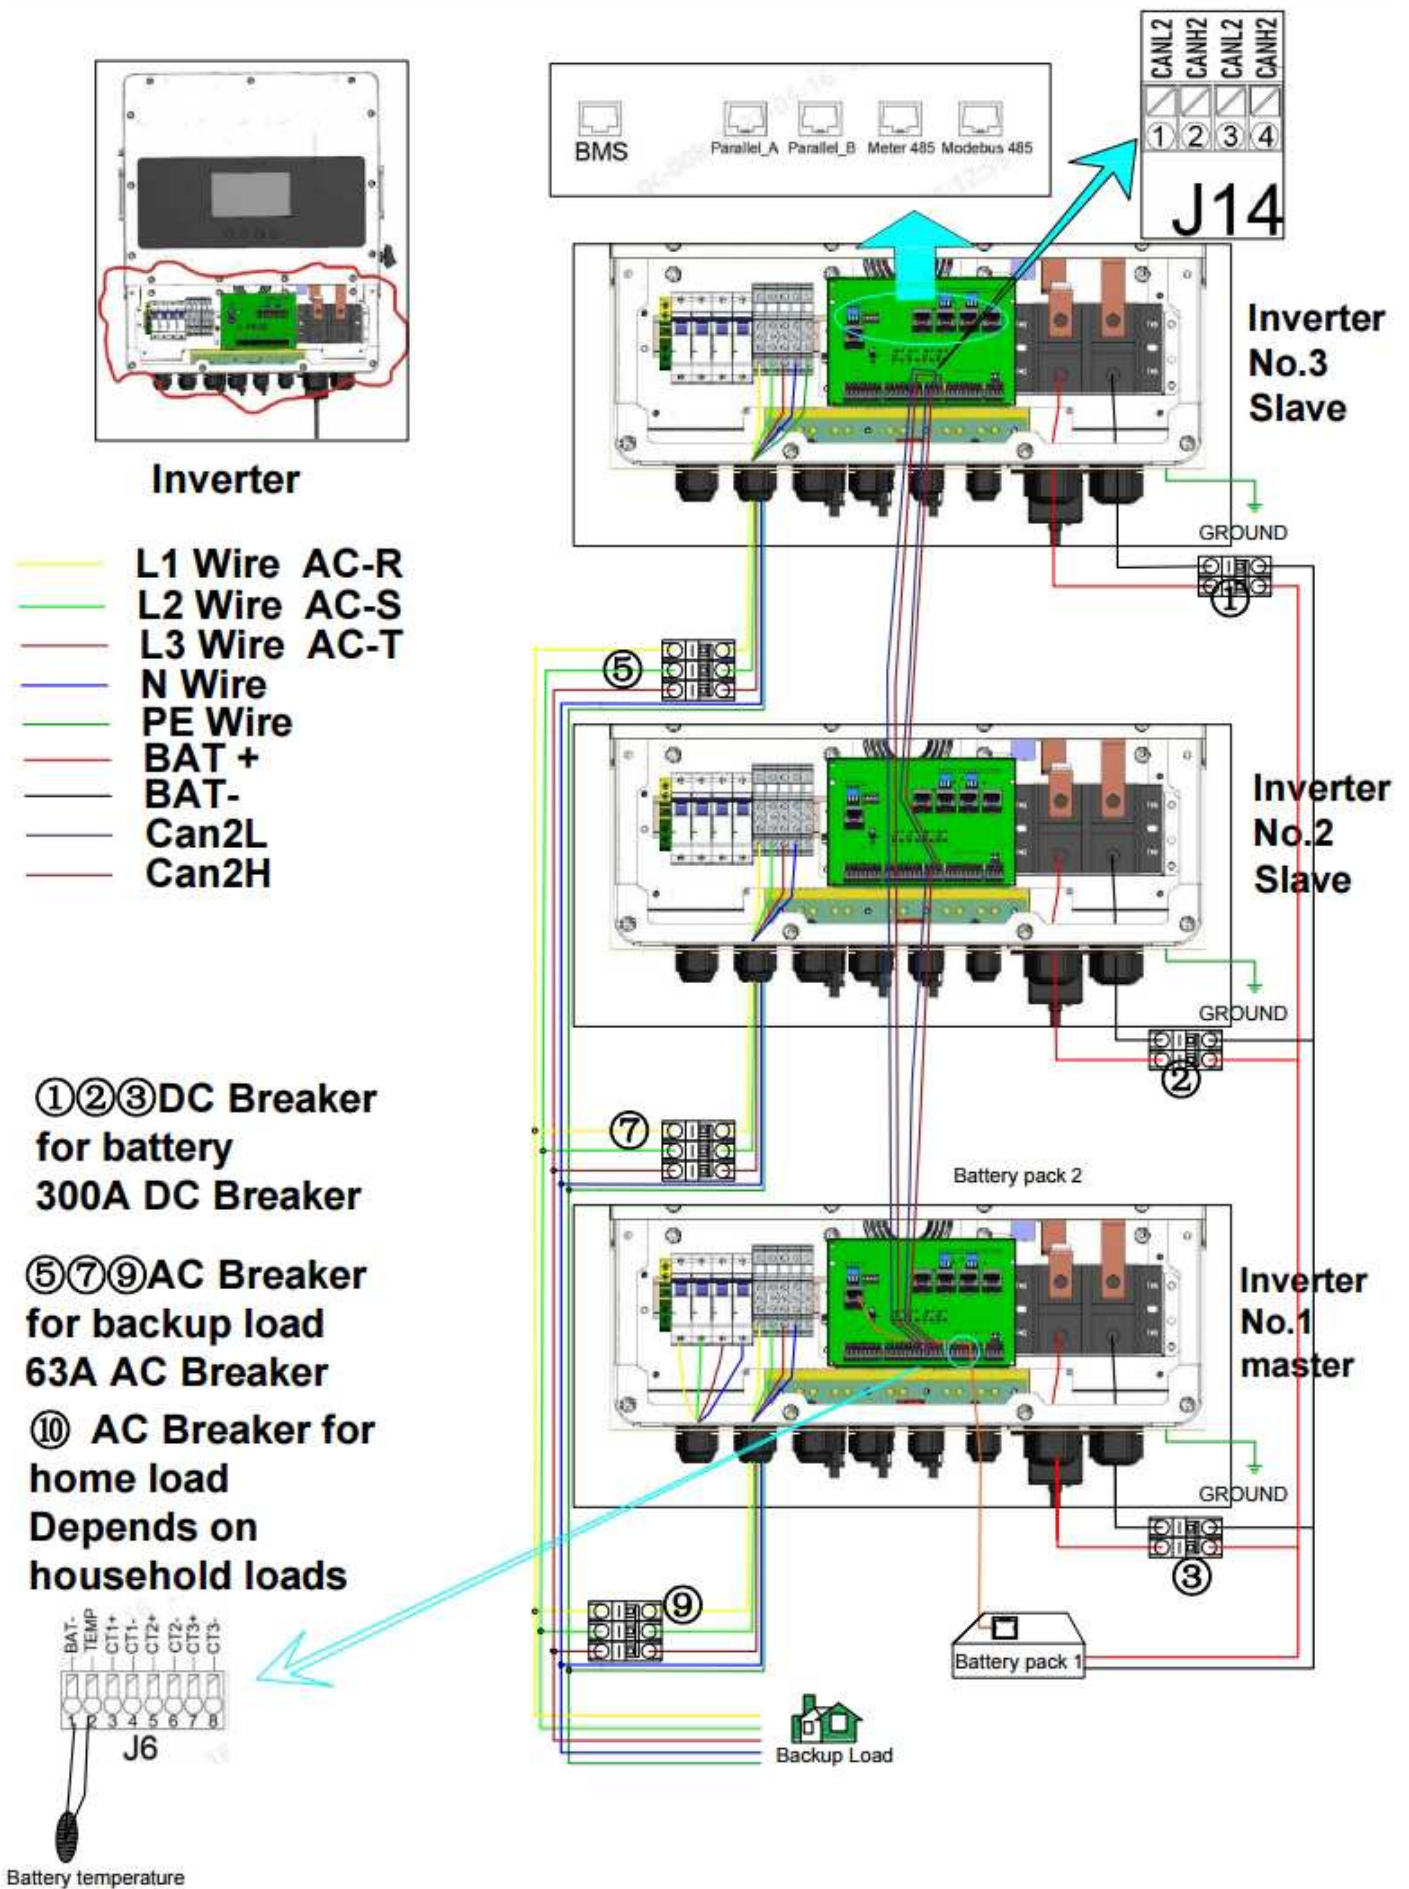 CANL2
CANH2
CANL2
CANH2
① ② ③ ④
J14
BMS
Parallel_A Parallel_B Meter 485 Modebus 485
Inverter
No.3
Slave
Inverter
GROUND
①
L1 Wire AC-R
L2 Wire AC-S
L3 Wire AC-T
N Wire
PE Wire
BAT +
BAT-
Can2L
Can2H
⑤
Inverter
No.2
Slave
GROUND
②
①②③DC Breaker
for battery
300A DC Breaker
⑦
Battery pack 2
⑤⑦⑨AC Breaker
for backup load
63A AC Breaker
Inverter
No.1
master
⑩ AC Breaker for
home load
Depends on
household loads
GROUND
③
⑨
BAT-
TEMP
CT1+
CT1-
CT2+
CT2-
CT3+
CT3-
1 2 3 4 5 6 7 8
J6
Battery pack 1
Backup Load
Battery temperature